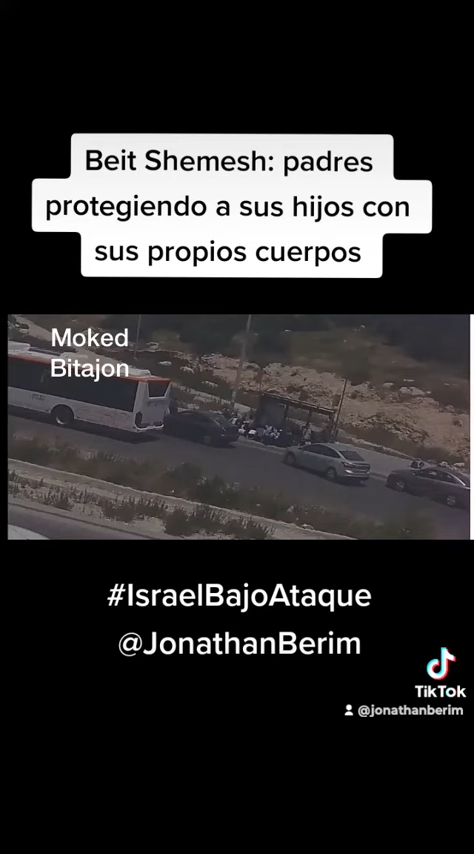 Beit Shemesh: padres
protegiendo a sus hijos con
sus propios cuerpos
Moked
Bitajon
#IsraelBajoAtaque
@JonathanBerim
TikTok
@jonathanberim